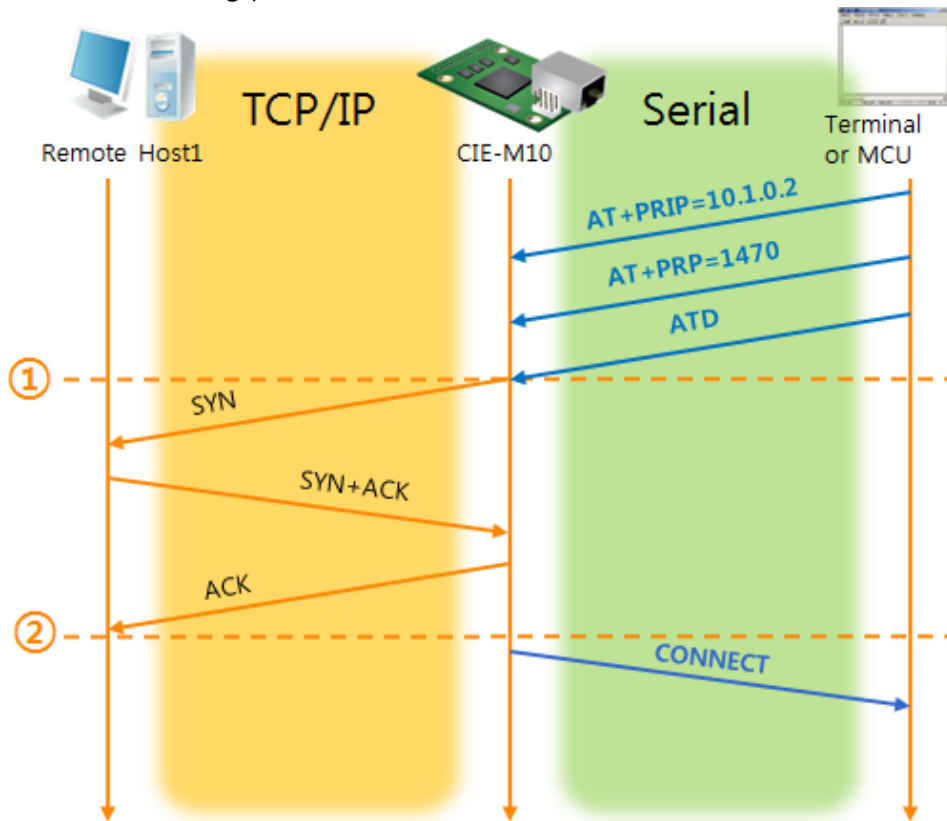 TCP/IP
Serial
Remote Host1
CIE-M10
Terminal
or MCU
AT+PRIP=10.1.0.2
AT+PRP=1470
ATD
①
SYN
SYN+ACK
ACK
②
CONNECT